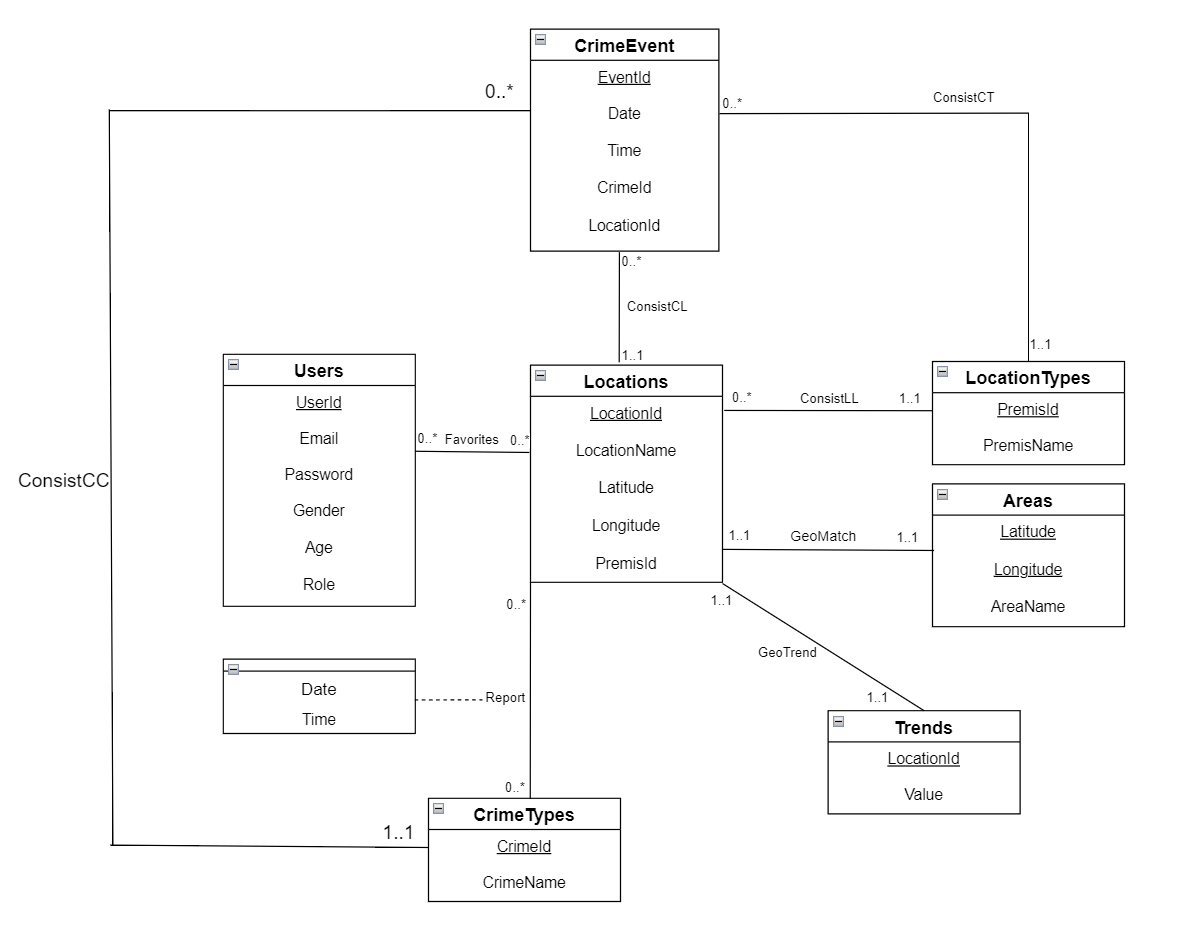 CrimeEvent
EventId
Date
Time
CrimeId
LocationId
0..*
0..*
ConsistCT
0..*
ConsistCL
1..1
1..1
Users
UserId
Email
Password
Gender
Age
Role
0..* Favorites 0..*
Locations
LocationId
LocationName
Latitude
Longitude
PremisId
0..* ConsistLL 1..1
LocationTypes
PremisId
PremisName
1..1 GeoMatch 1..1
Areas
Latitude
Longitude
AreaName
ConsistCC
0..*
1..1
GeoTrend
1..1
Date
Time
Report
Trends
LocationId
Value
0..*
1..1
CrimeTypes
CrimeId
CrimeName